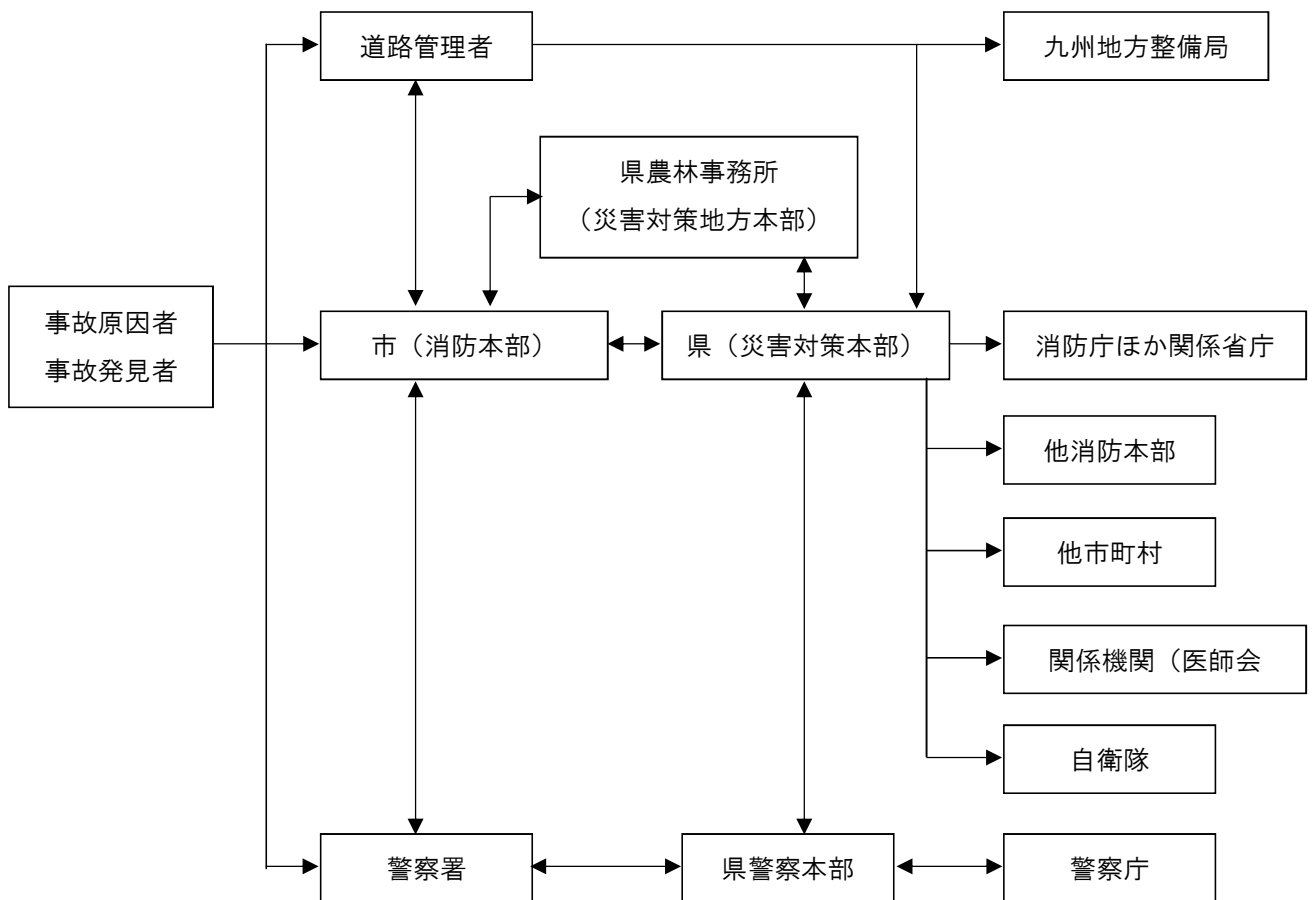 道路管理者
九州地方整備局
県農林事務所
（災害対策地方本部）
事故原因者
事故発見者
市（消防本部）
県（災害対策本部）
消防庁ほか関係省庁
他消防本部
他市町村
関係機関（医師会
自衛隊
警察署
県警察本部
警察庁